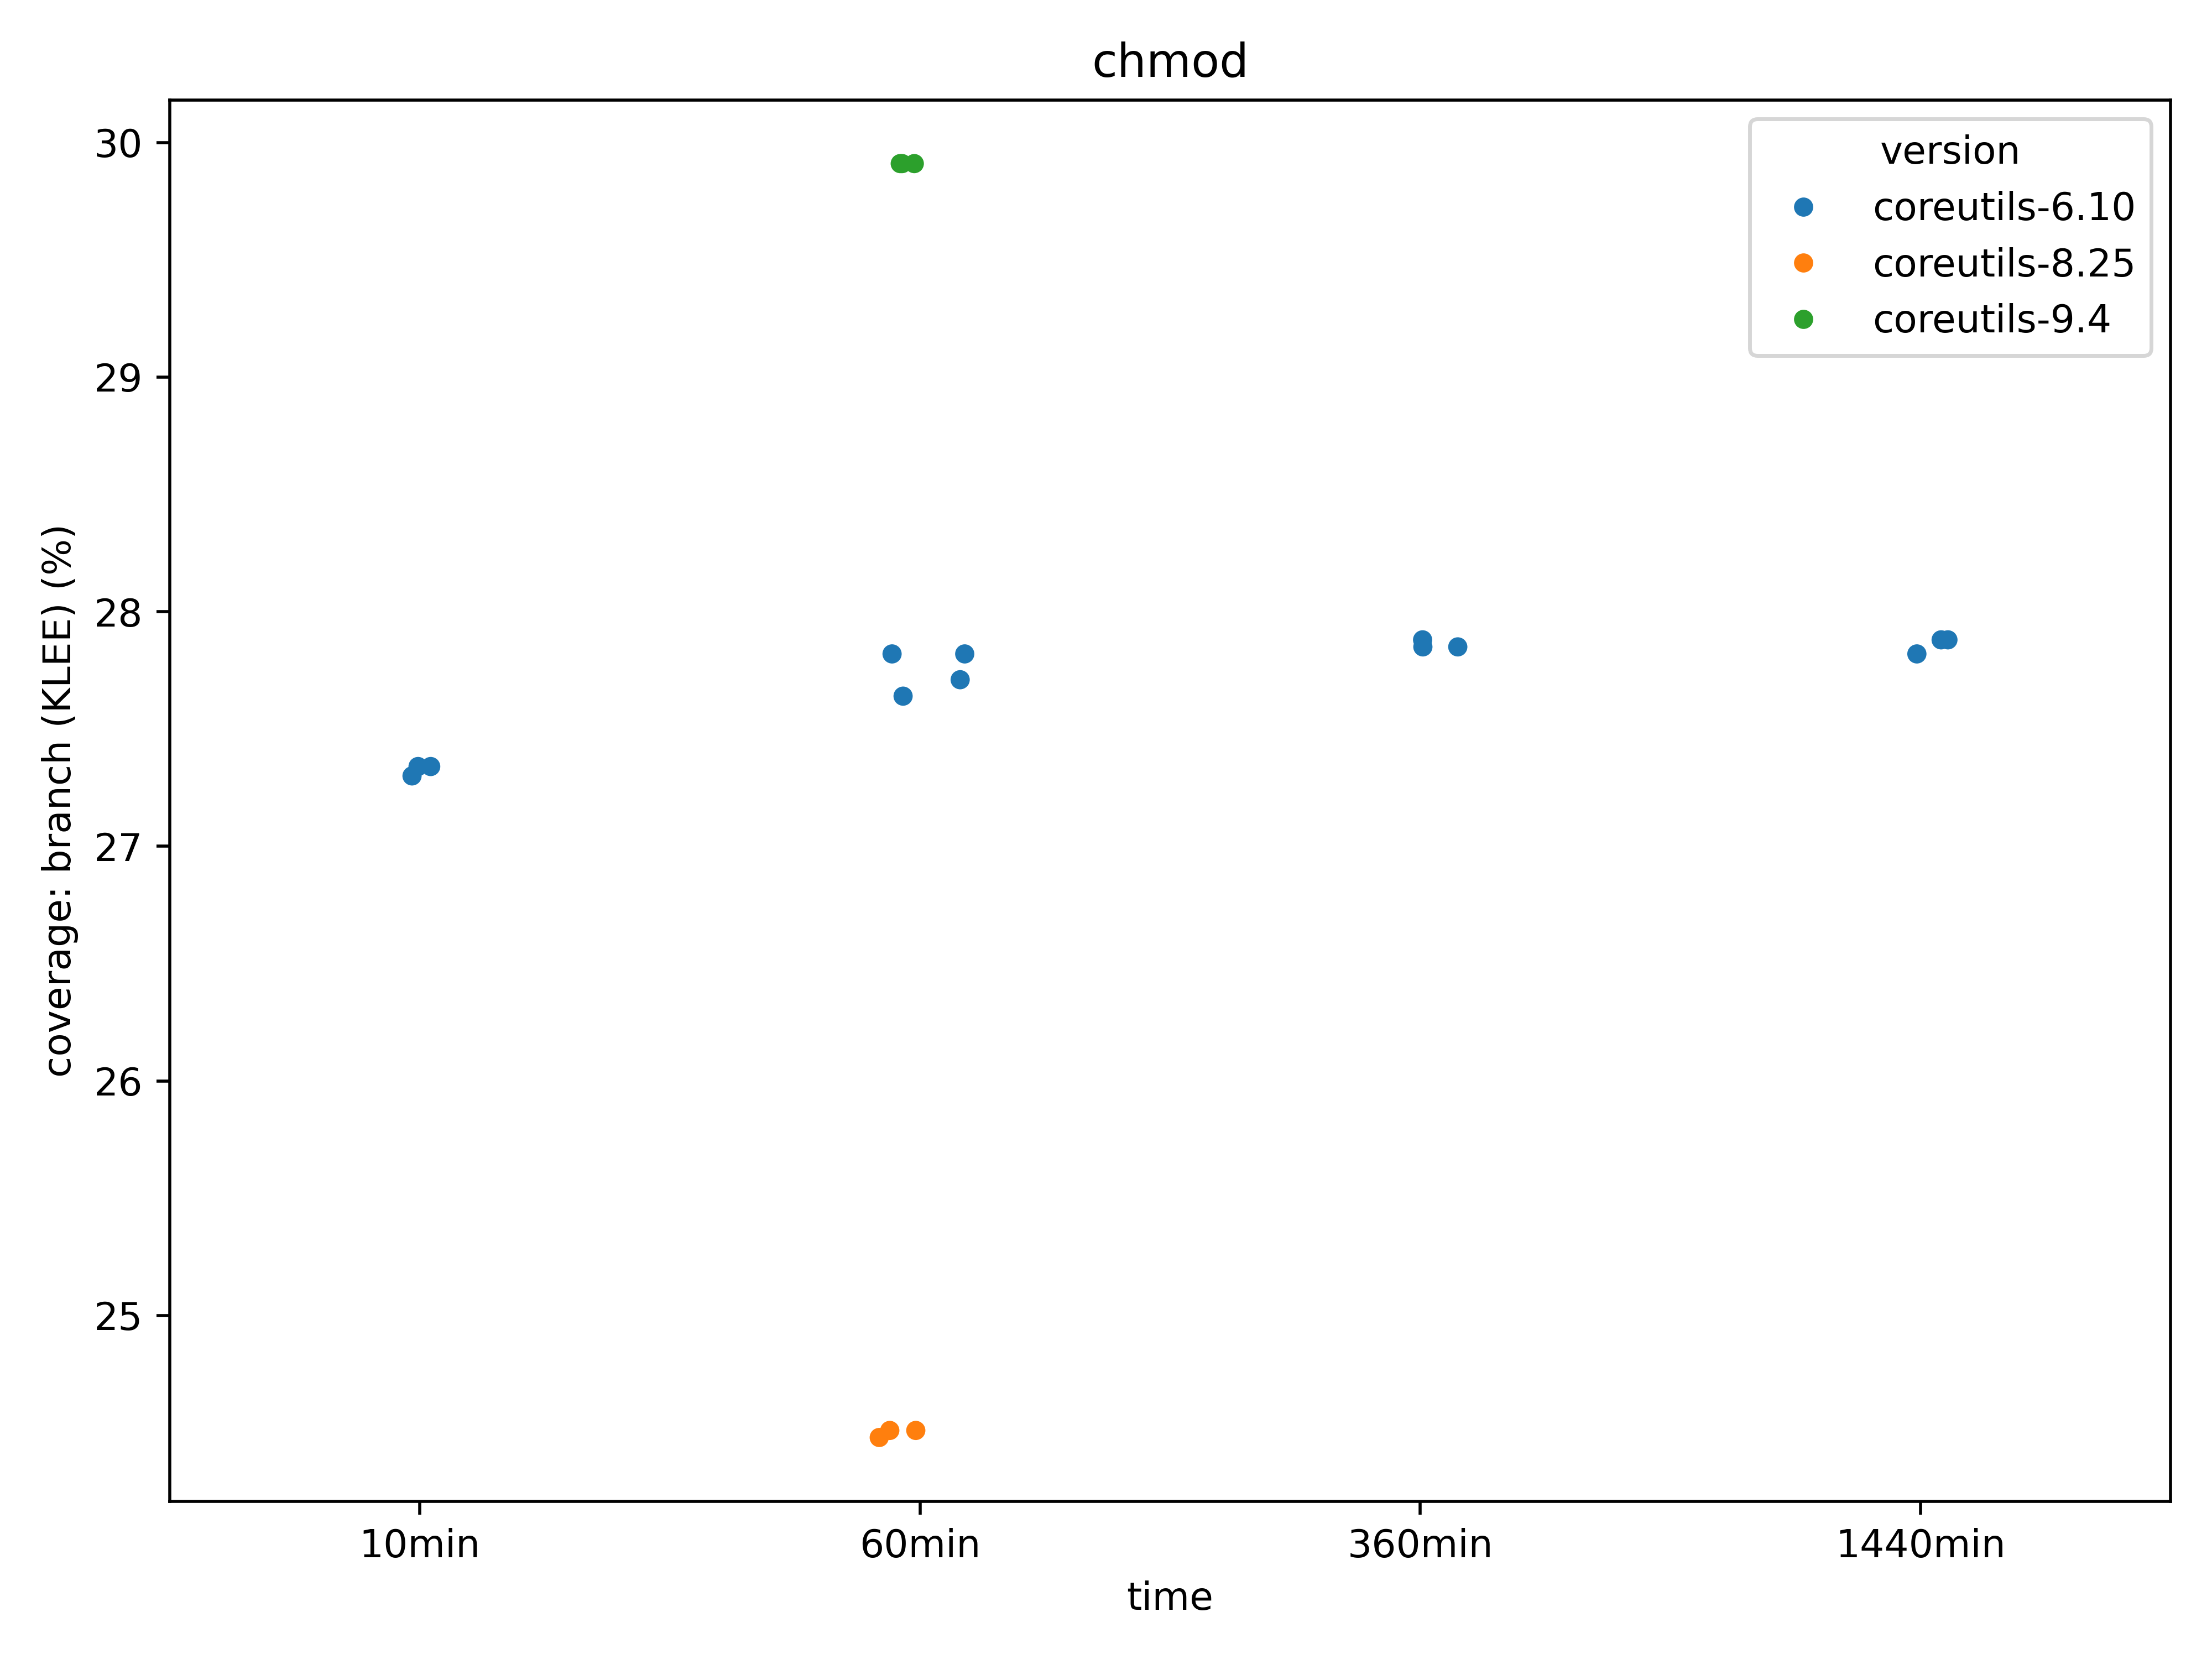 chmod
version
coreutils-6.10
coreutils-8.25
coreutils-9.4
coverage: branch (KLEE) (%)
30
29
28
27
26
25
10min 60min 360min 1440min
time